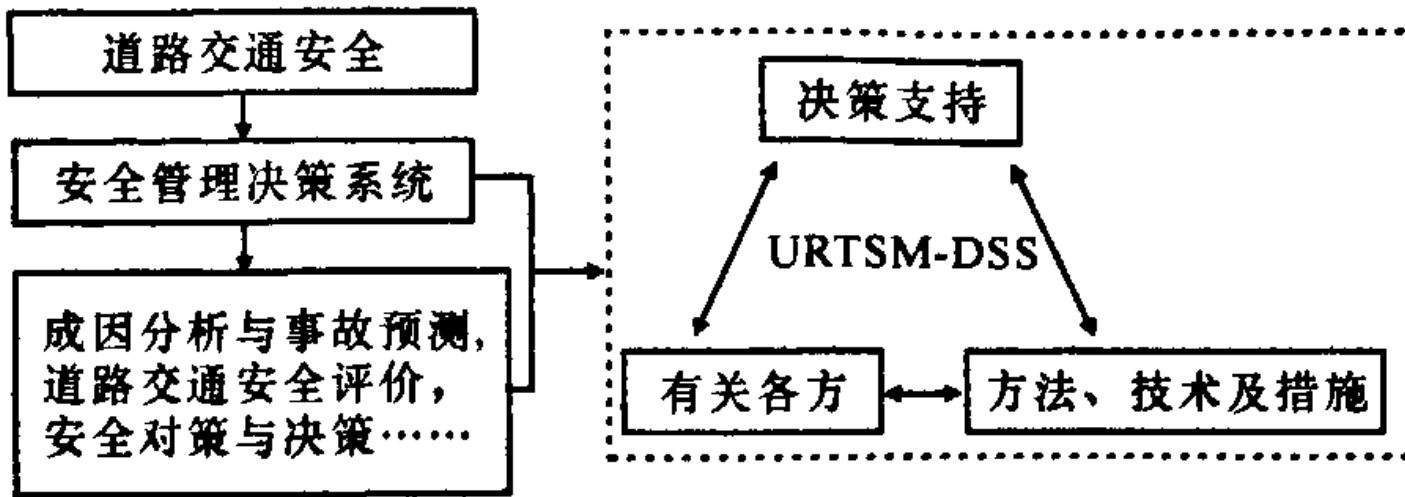 道路交通安全
安全管理决策系统
成因分析与事故预测,
道路交通安全评价,
安全对策与决策……
决策支持
URTSM-DSS
有关各方
方法、技术及措施